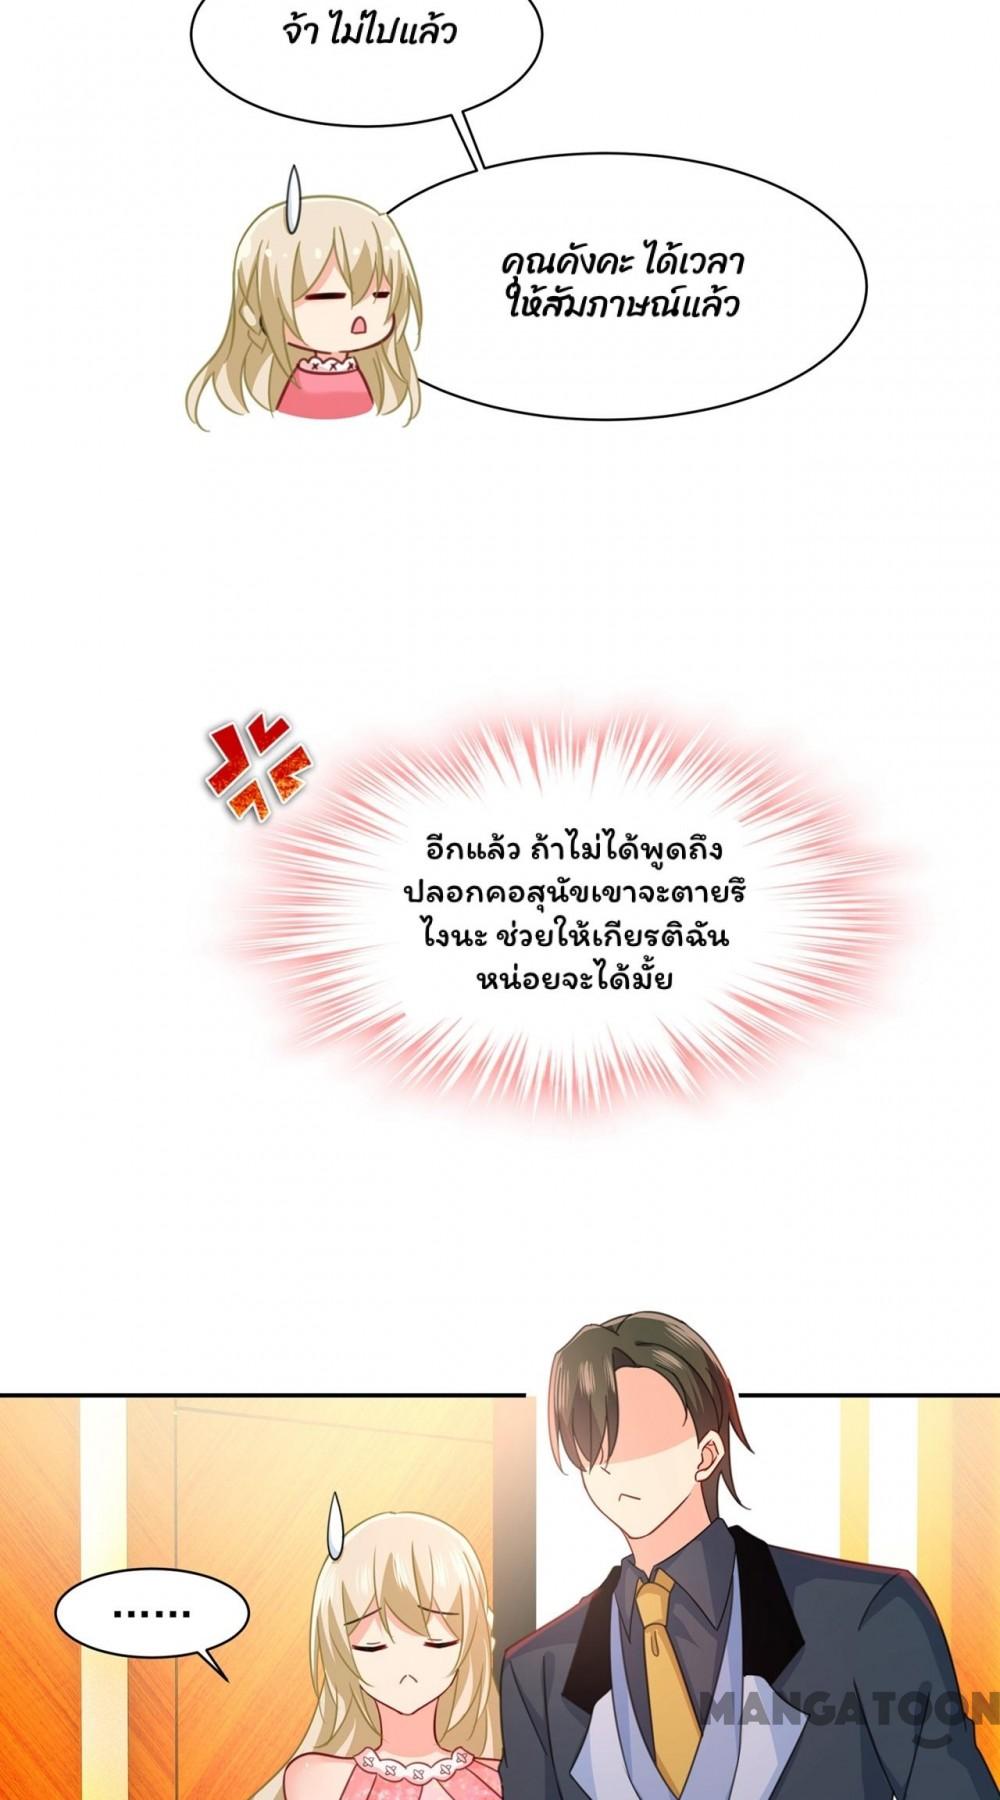 จ้า ไม่ไปแล้ว
คุณคังคะ ได้เวลา
ให้สัมภาษณ์แล้ว
อีกแล้ว ถ้าไม่ได้พูดถึง
ปลอกคอสุนัขเขาจะตายรึ
ไงนะ ช่วยให้เกียรติฉัน
หน่อยจะได้มั้ย
......
MANGATOON